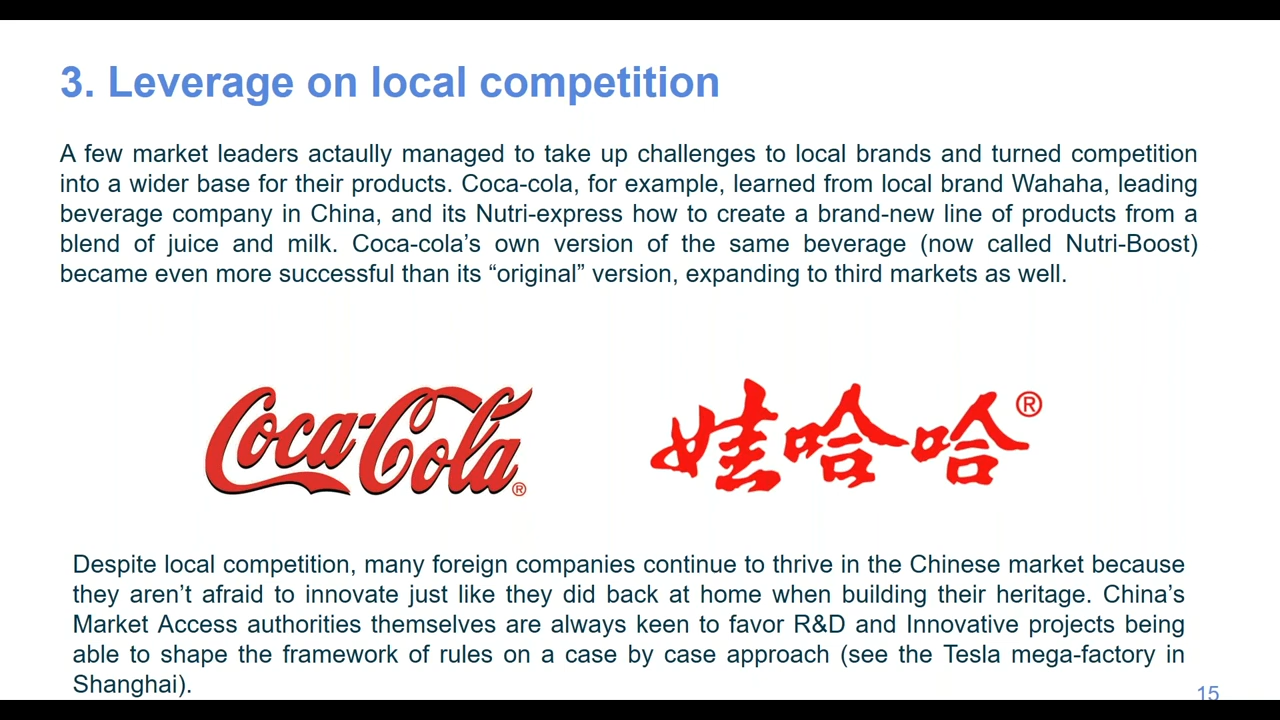 3. Leverage on local competition
A few market leaders actaully managed to take up challenges to local brands and turned competition
into a wider base for their products. Coca-cola, for example, learned from local brand Wahaha, leading
beverage company in China, and its Nutri-express how to create a brand-new line of products from a
blend of juice and milk. Coca-cola’s own version of the same beverage (now called Nutri-Boost)
became even more successful than its “original” version, expanding to third markets as well.
Coca-Cola®
娃哈哈®
Despite local competition, many foreign companies continue to thrive in the Chinese market because
they aren’t afraid to innovate just like they did back at home when building their heritage. China’s
Market Access authorities themselves are always keen to favor R&D and Innovative projects being
able to shape the framework of rules on a case by case approach (see the Tesla mega-factory in
Shanghai).
15